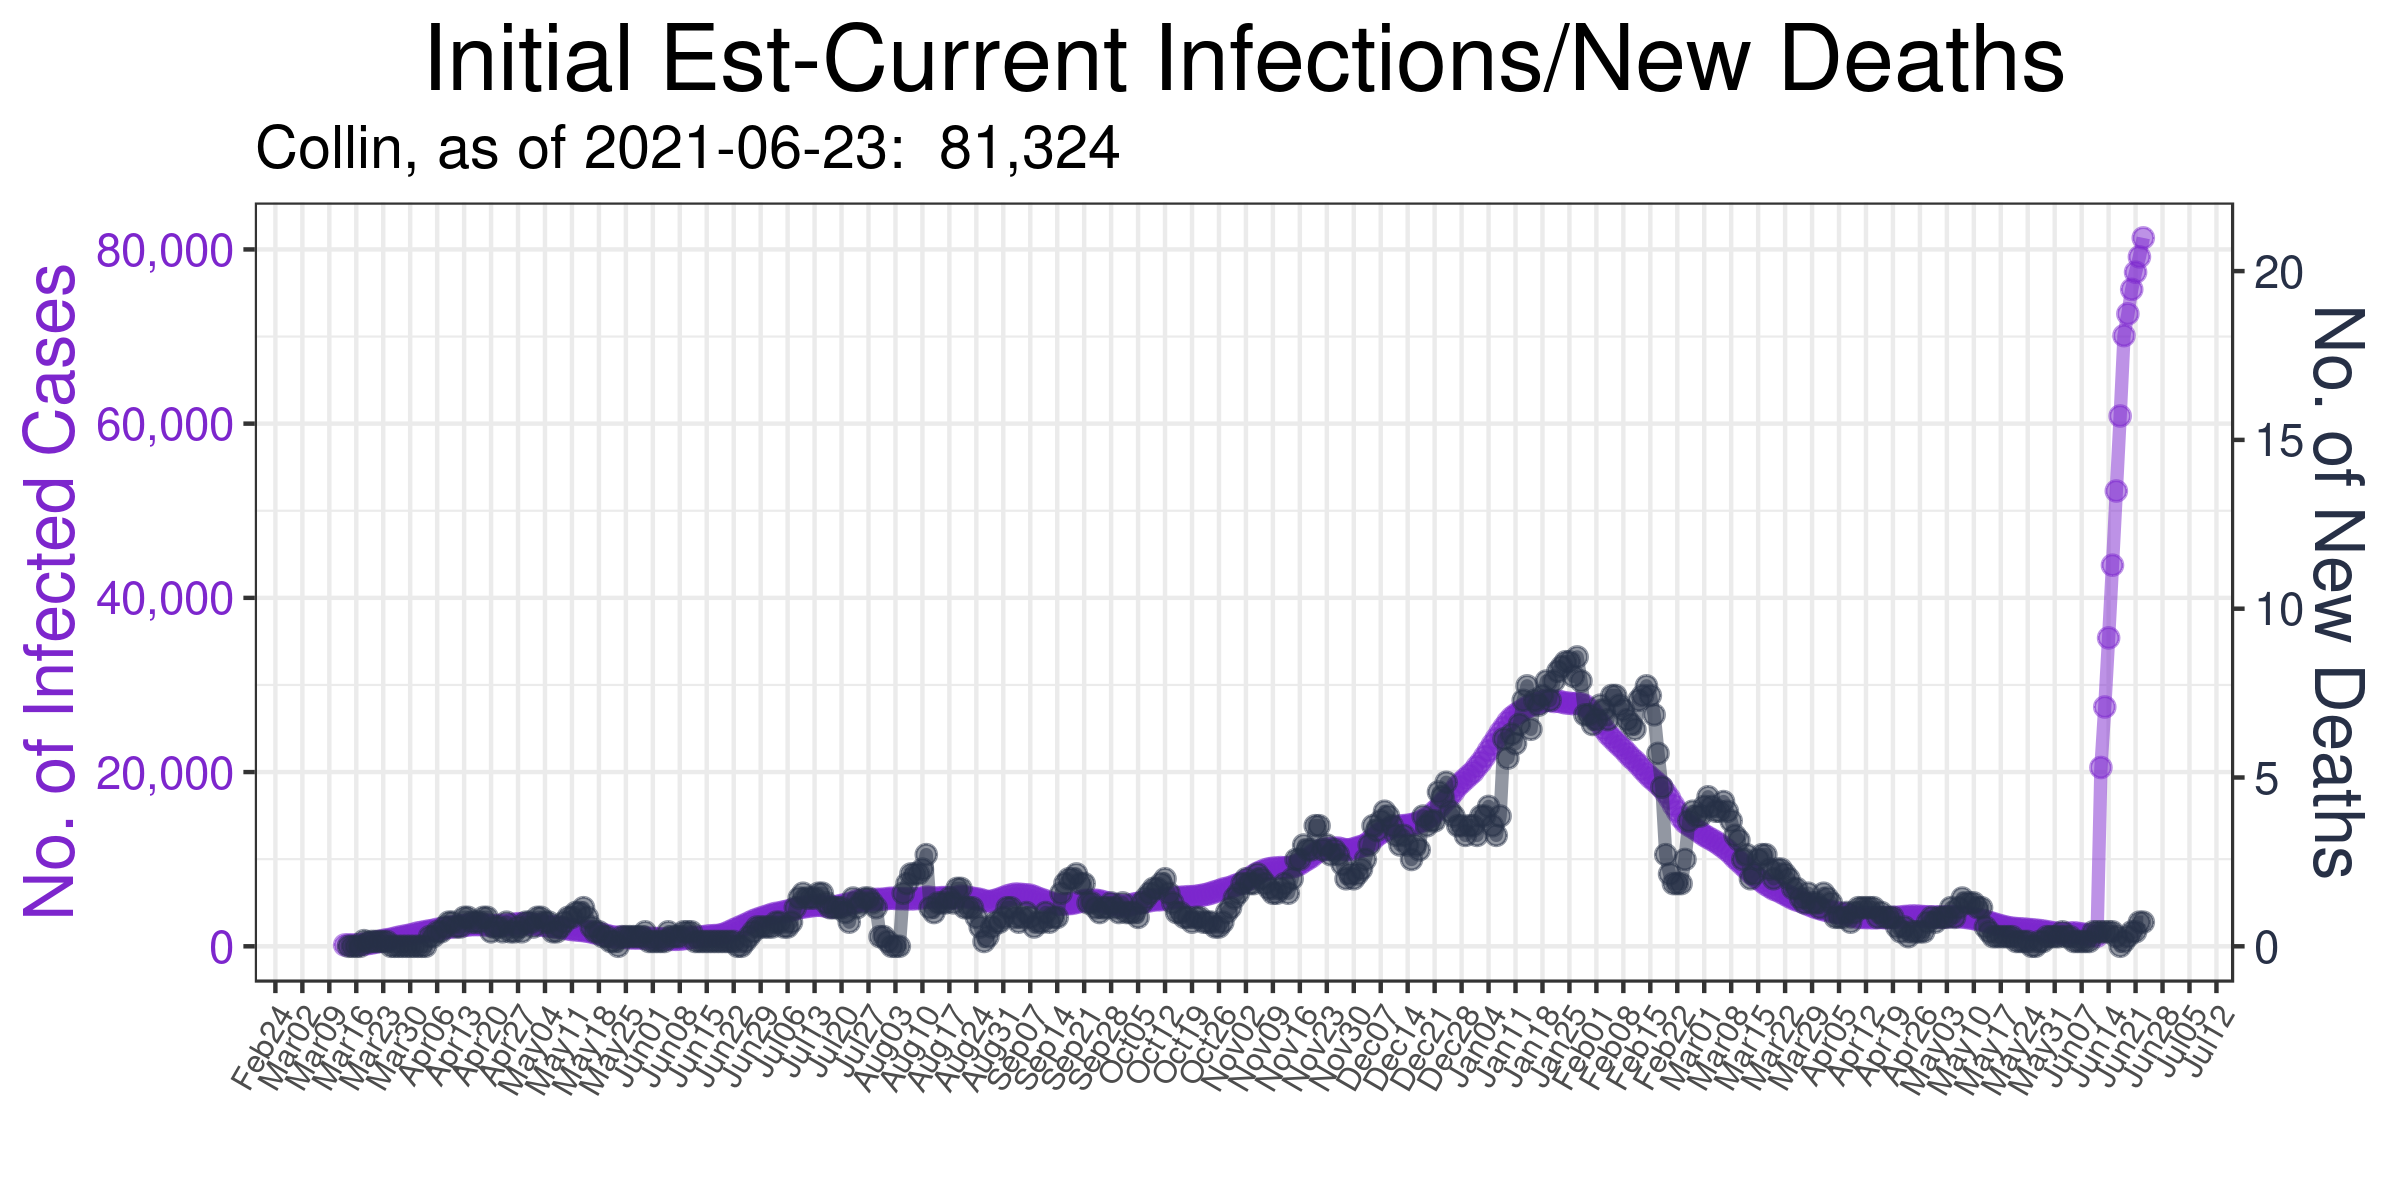 Initial Est-Current Infections/New Deaths
Collin, as of 2021-06-23:  81,324
No. of Infected Cases
80,000
60,000
40,000
20,000
0
No. of New Deaths
20
15
10
5
0
Feb24
Mar02
Mar09
Mar16
Mar23
Mar30
Apr06
Apr13
Apr20
Apr27
May04
May11
May18
May25
Jun01
Jun08
Jun15
Jun22
Jun29
Jul06
Jul13
Jul20
Jul27
Aug03
Aug10
Aug17
Aug24
Aug31
Sep07
Sep14
Sep21
Sep28
Oct05
Oct12
Oct19
Oct26
Nov02
Nov09
Nov16
Nov23
Nov30
Dec07
Dec14
Dec21
Dec28
Jan04
Jan11
Jan18
Jan25
Feb01
Feb08
Feb15
Feb22
Mar01
Mar08
Mar15
Mar22
Mar29
Apr05
Apr12
Apr19
Apr26
May03
May10
May17
May24
May31
Jun07
Jun14
Jun21
Jun28
Jul05
Jul12